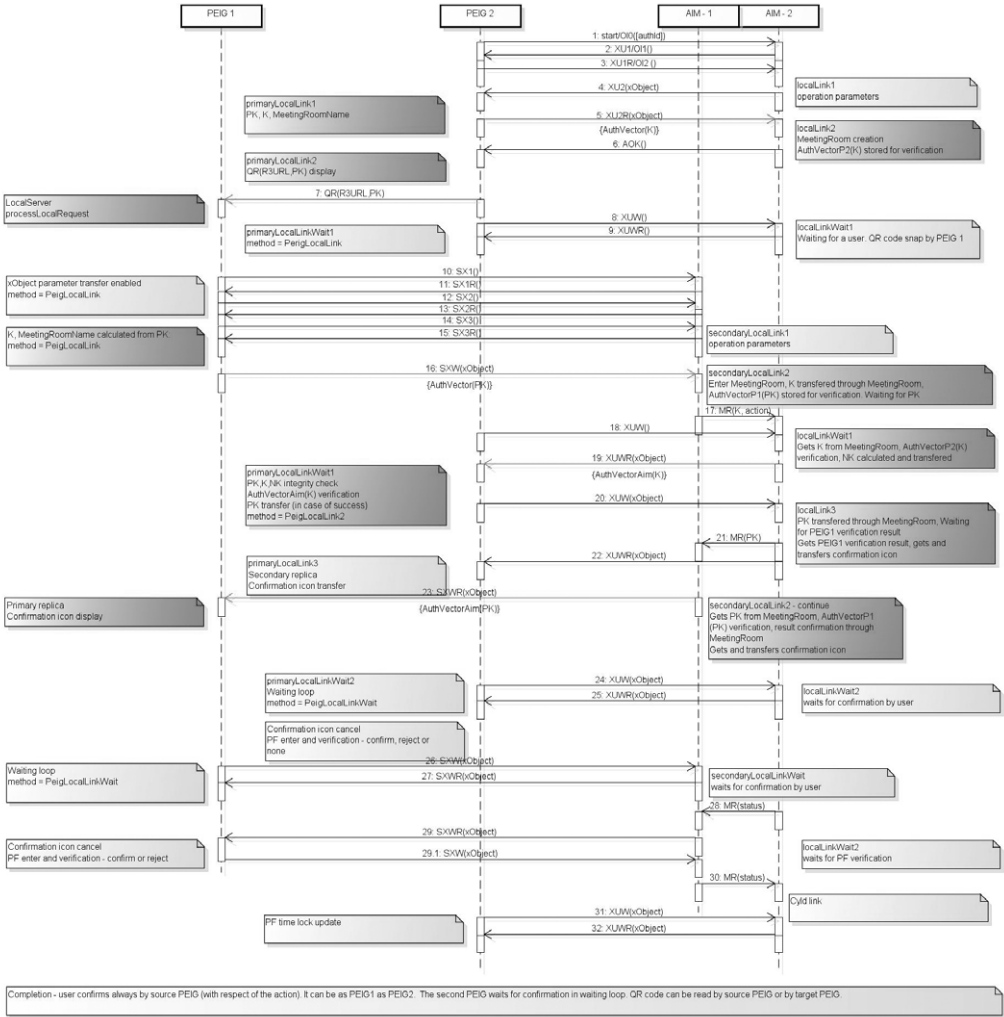 PEIG 1
PEIG 2
AIM - 1
AIM - 2
1: start/OI0({authId})
2: XU1/OI1()
3: XU1R/OI2 ()
4: XU2(xObject)
localLink1
operation parameters
primaryLocalLink1
PK, K, MeetingRoomName
5: XU2R(xObject)
{AuthVector(K)}
localLink2
MeetingRoom creation
AuthVectorP2(K) stored for verification
6: AOK()
primaryLocalLink2
QR(R3URL,PK) display
7: QR(R3URL,PK)
LocalServer
processLocalRequest
8: XUW()
9: XUWR()
primaryLocalLinkWait1
method = PerigLocalLink
localLinkWait1
Waiting for a user. QR code snap by PEIG 1
10: SX1()
11: SX1R()
12: SX2()
13: SX2R()
14: SX3()
15: SX3R()
xObject parameter transfer enabled
method = PeigLocalLink
K, MeetingRoomName calculated from PK
method = PeigLocalLink
secondaryLocalLink1
operation parameters
16: SXW(xObject)
{AuthVector(PK)}
secondaryLocalLink2
Enter MeetingRoom, K transfered through MeetingRoom,
AuthVectorP1(PK) stored for verification. Waiting for PK
17: MR(K, action)
18: XUW()
localLinkWait1
Gets K from MeetingRoom, AuthVectorP2(K)
verification, NK calculated and transfered
19: XUWR(xObject)
{AuthVectorAim(K)}
primaryLocalLinkWait1
PK,K,NK integrity check
AuthVectorAim(K) verification
PK transfer (in case of success)
method = PeigLocalLink2
20: XUW(xObject)
localLink3
PK transfered through MeetingRoom, Waiting
for PEIG1 verification result
Gets PEIG1 verification result, gets and
transfers confirmation icon
21: MR(PK)
22: XUWR(xObject)
primaryLocalLink3
Secondary replica
Confirmation icon transfer
23: SXWR(xObject)
{AuthVectorAim(PK)}
Primary replica
Confirmation icon display
secondaryLocalLink2 - continue
Gets PK from MeetingRoom, AuthVectorP1
(PK) verification, result confirmation through
MeetingRoom
Gets and transfers confirmation icon
24: XUW(xObject)
25: XUWR(xObject)
primaryLocalLinkWait2
Waiting loop
method = PeigLocalLinkWait
localLinkWait2
waits for confirmation by user
Confirmation icon cancel
PF enter and verification - confirm, reject or
none
26: SXW(xObject)
27: SXWR(xObject)
Waiting loop
method = PeigLocalLinkWait
secondaryLocalLinkWait
waits for confirmation by user
28: MR(status)
29: SXWR(xObject)
29.1: SXW(xObject)
Confirmation icon cancel
PF enter and verification - confirm or reject
localLinkWait2
waits for PF verification
30: MR(status)
CyId link
31: XUW(xObject)
32: XUWR(xObject)
PF time lock update
Completion - user confirms always by source PEIG (with respect of the action). It can be as PEIG1 as PEIG2.  The second PEIG waits for confirmation in waiting loop. QR code can be read by source PEIG or by target PEIG.